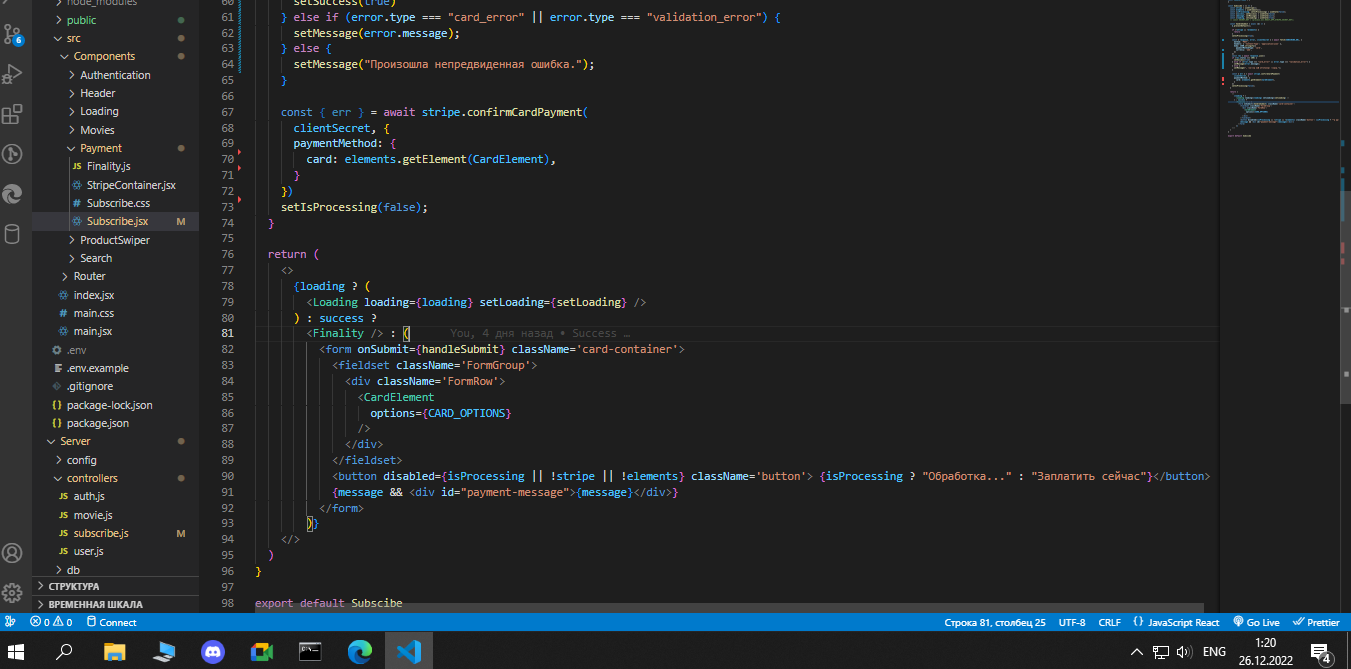 node_modules
public
src
Components
Authentication
Header
Loading
Movies
Payment
JS Finality.js
StripeContainer.jsx
# Subscribe.css
Subscribe.jsx M
ProductSwiper
Search
Router
index.jsx
# main.css
main.jsx
.env
.env.example
.gitignore
{} package-lock.json
{} package.json
Server
config
controllers
JS auth.js
JS movie.js
JS subscribe.js M
JS user.js
db
СТРУКТУРА
ВРЕМЕННАЯ ШКАЛА
6
60 setSuccess(true)
61 } else if (error.type === "card_error" || error.type === "validation_error") {
62 setMessage(error.message);
63 } else {
64 setMessage("Произошла непредвиденная ошибка.");
65 }
66
67 const { err } = await stripe.confirmCardPayment(
68 clientSecret, {
69 paymentMethod: {
70 card: elements.getElement(CardElement),
71 }
72 })
73 setIsProcessing(false);
74 }
75
76 return (
77 <>
78 {loading ? (
79 <Loading loading={loading} setLoading={setLoading} />
80 ) : success ?
81 <Finality /> : ( You, 4 дня назад • Success …
82 <form onSubmit={handleSubmit} className='card-container'>
83 <fieldset className='FormGroup'>
84 <div className='FormRow'>
85 <CardElement
86 options={CARD_OPTIONS}
87 />
88 </div>
89 </fieldset>
90 <button disabled={isProcessing || !stripe || !elements} className='button'> {isProcessing ? "Обработка..." : "Заплатить сейчас"}</button>
91 {message && <div id="payment-message">{message}</div>}
92 </form>
93 )}
94 </>
95 )
96 }
97
98 export default Subscibe
0 0 Connect
Строка 81, столбец 25 UTF-8 CRLF {} JavaScript React Go Live Prettier
ENG 1:20
26.12.2022 4